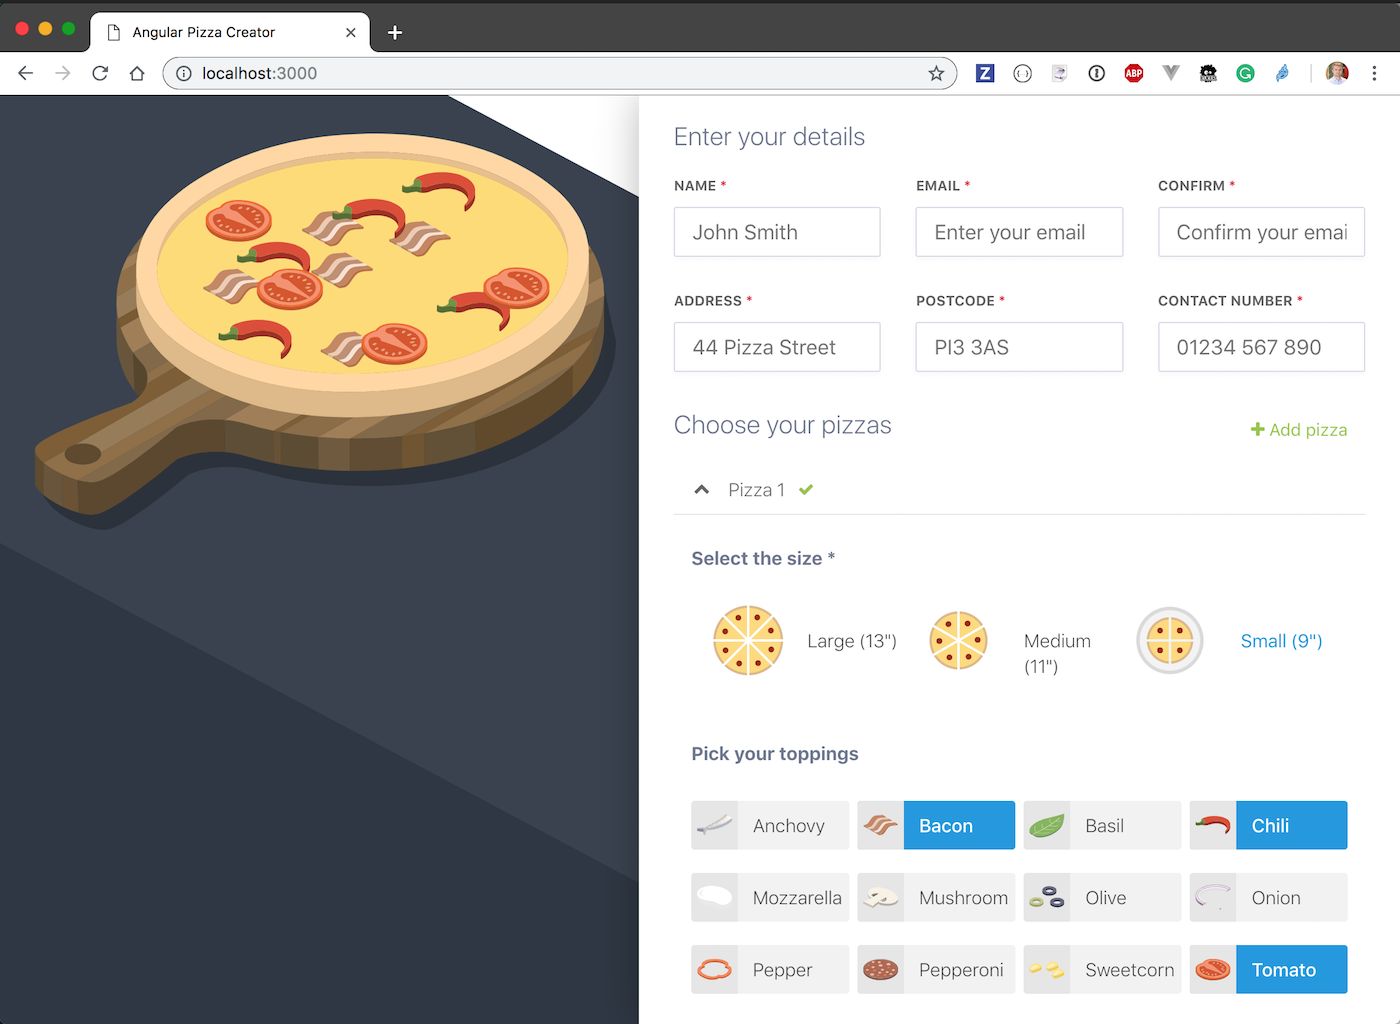 Angular Pizza Creator
localhost:3000
Z
ABP
Enter your details
NAME * EMAIL * CONFIRM *
John Smith Enter your email Confirm your emai
ADDRESS * POSTCODE * CONTACT NUMBER *
44 Pizza Street PI3 3AS 01234 567 890
Choose your pizzas
+ Add pizza
Pizza 1
Select the size *
Large (13") Medium (11") Small (9")
Pick your toppings
Anchovy Bacon Basil Chili
Mozzarella Mushroom Olive Onion
Pepper Pepperoni Sweetcorn Tomato